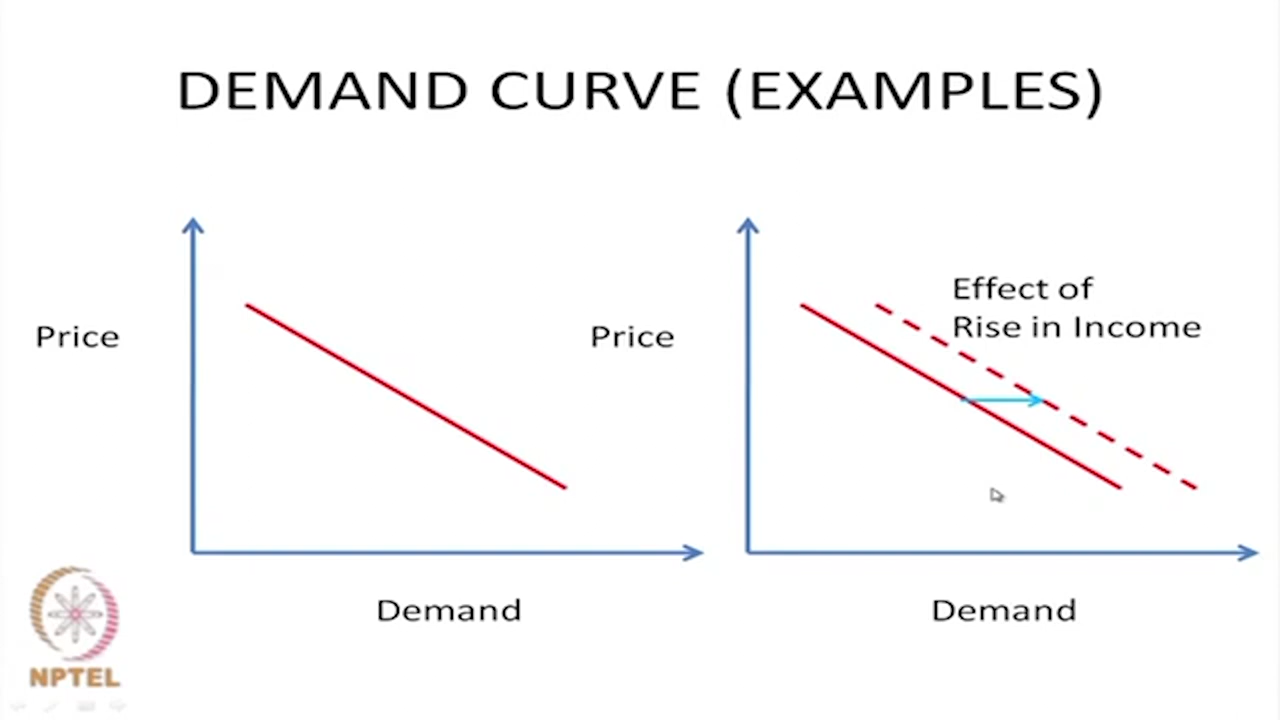 DEMAND CURVE (EXAMPLES)
Price
Demand
Price
Effect of
Rise in Income
Demand
NPTEL